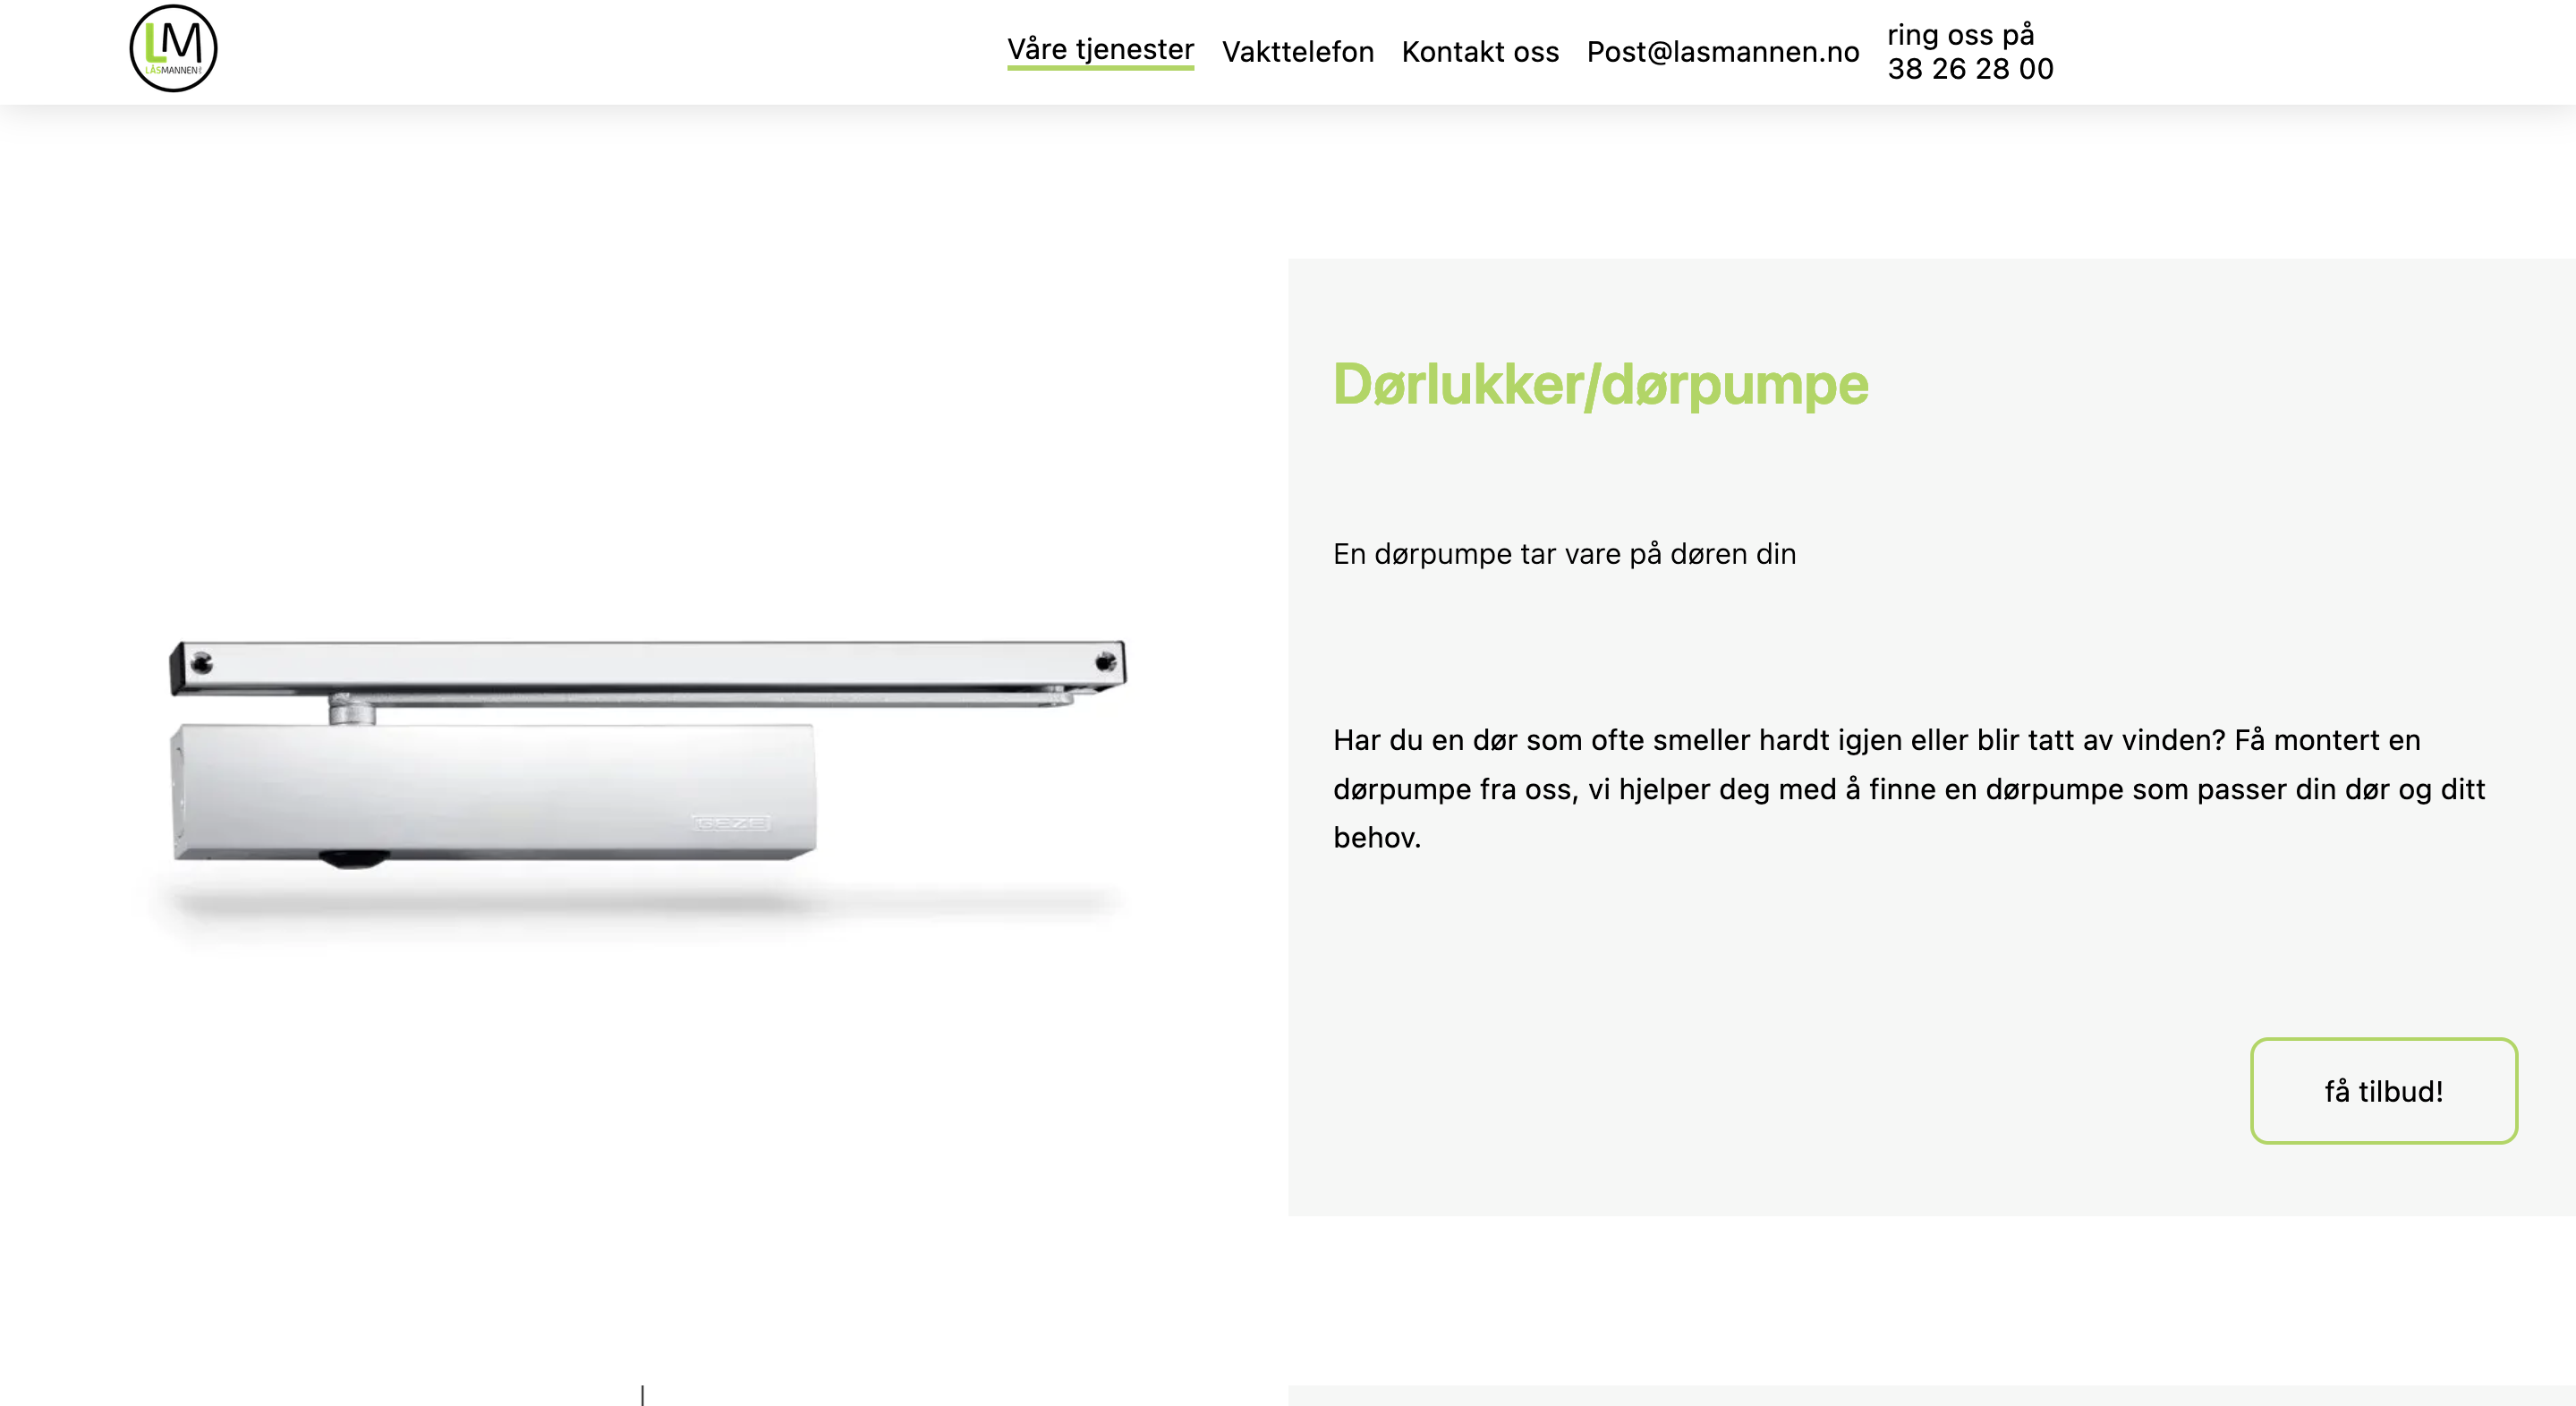 LM
LÅSMANNEN
Våre tjenester
Vakttelefon
Kontakt oss
Post@lasmannen.no
ring oss på
38 26 28 00
Dørlukker/dørpumpe
En dørpumpe tar vare på døren din
GEZE
Har du en dør som ofte smeller hardt igjen eller blir tatt av vinden? Få montert en
dørpumpe fra oss, vi hjelper deg med å finne en dørpumpe som passer din dør og ditt
behov.
få tilbud!